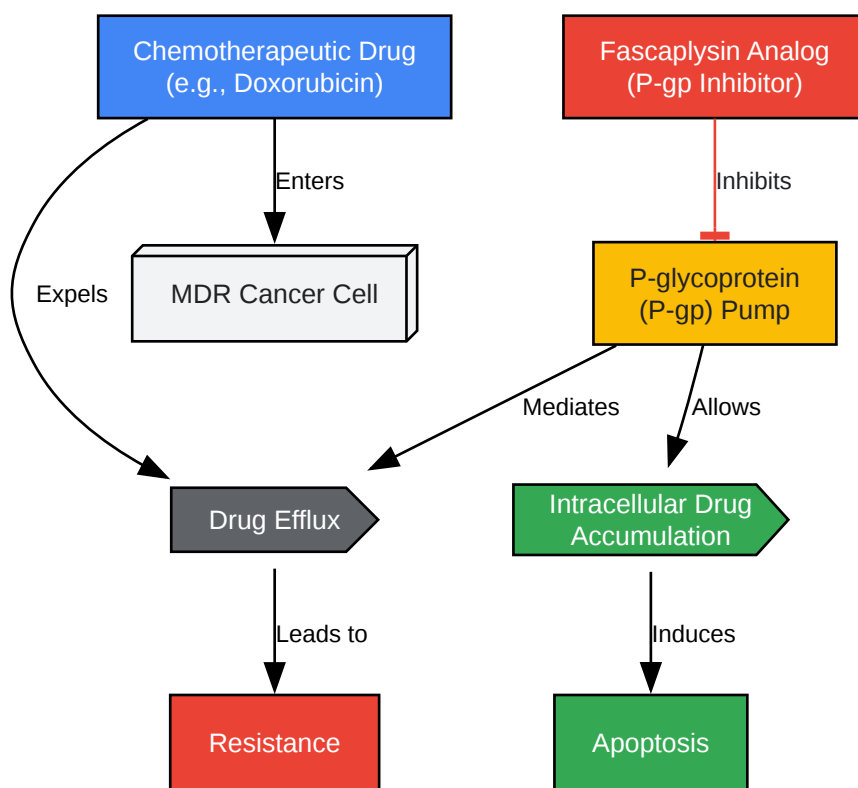 Chemotherapeutic Drug
(e.g., Doxorubicin)
Fascaplysin Analog
(P-gp Inhibitor)
Enters
Inhibits
Expels
MDR Cancer Cell
P-glycoprotein
(P-gp) Pump
Mediates
Allows
Drug Efflux
Intracellular Drug
Accumulation
Leads to
Induces
Resistance
Apoptosis